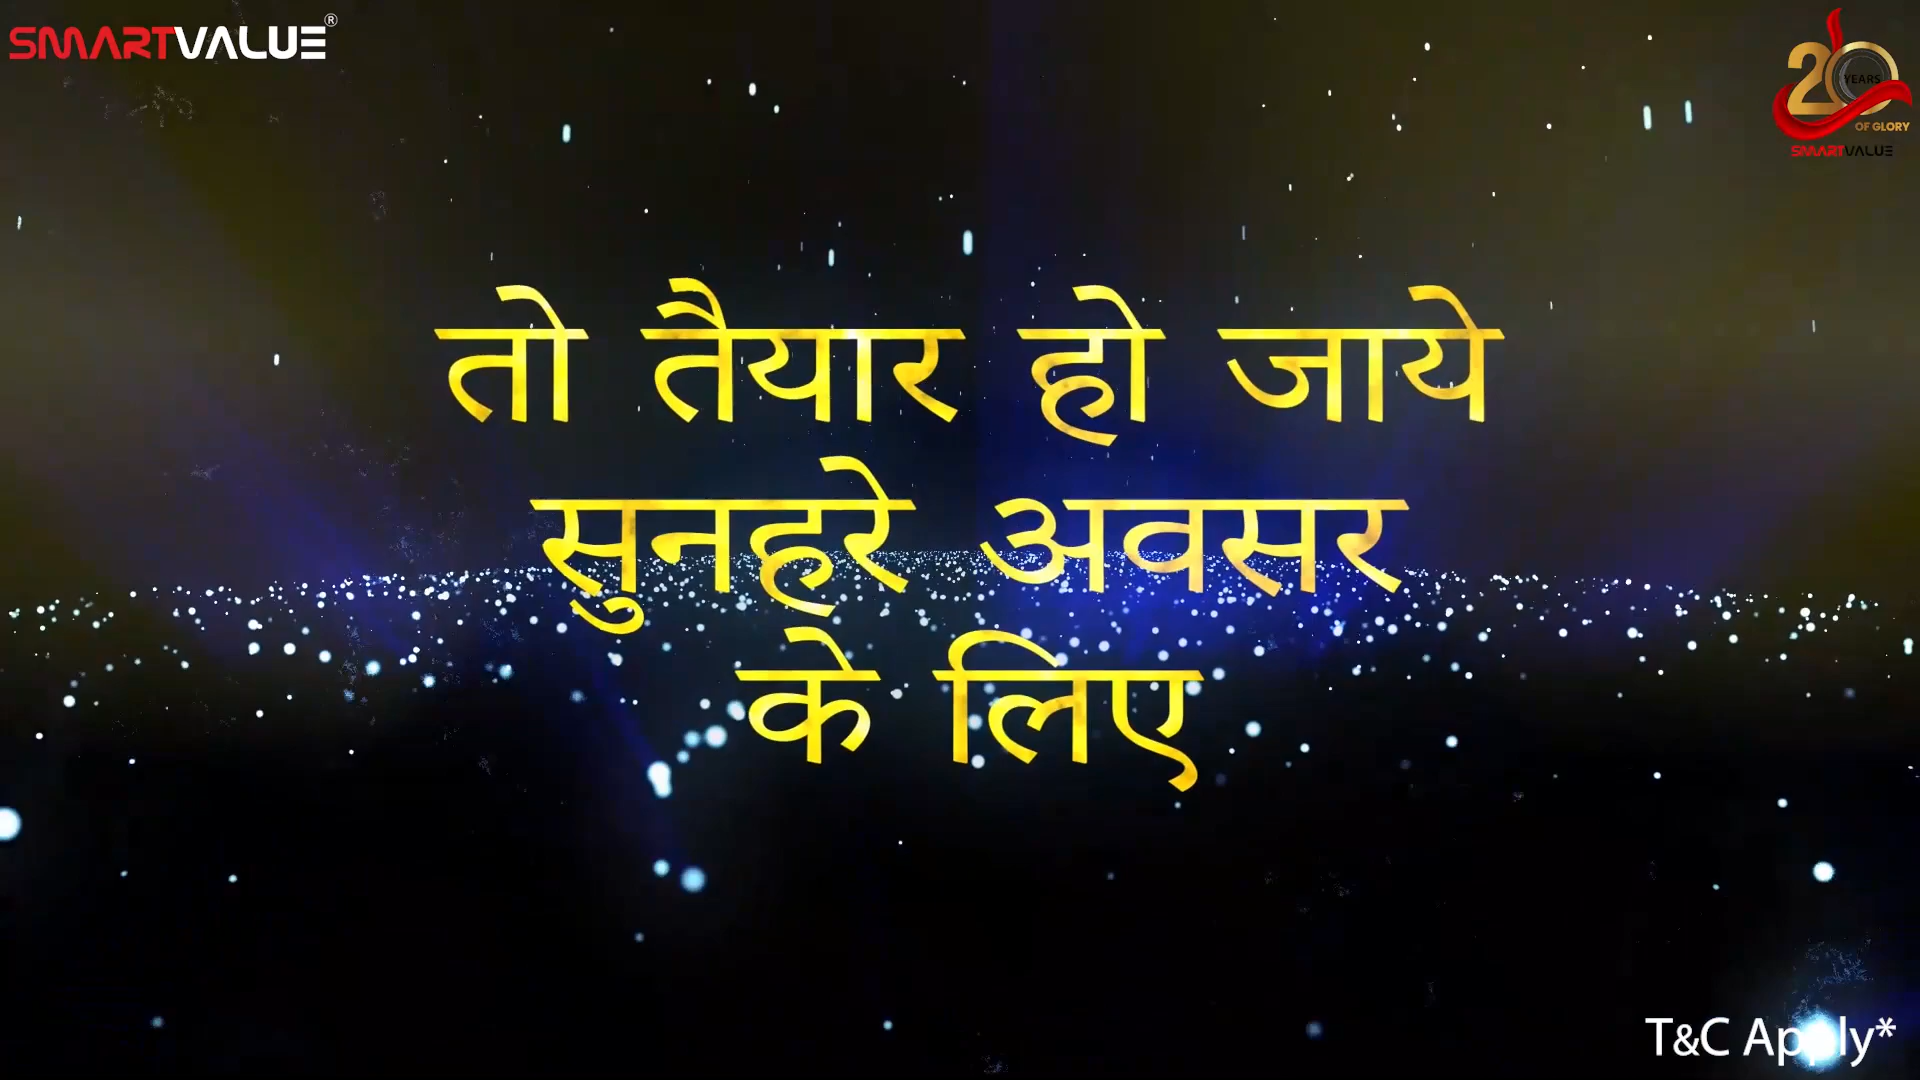 SMARTVALUE®
20 YEARS
OF GLORY
SMARTVALUE
तो तैयार हो जाये
सुनहरे अवसर
के लिए
T&C Apply*